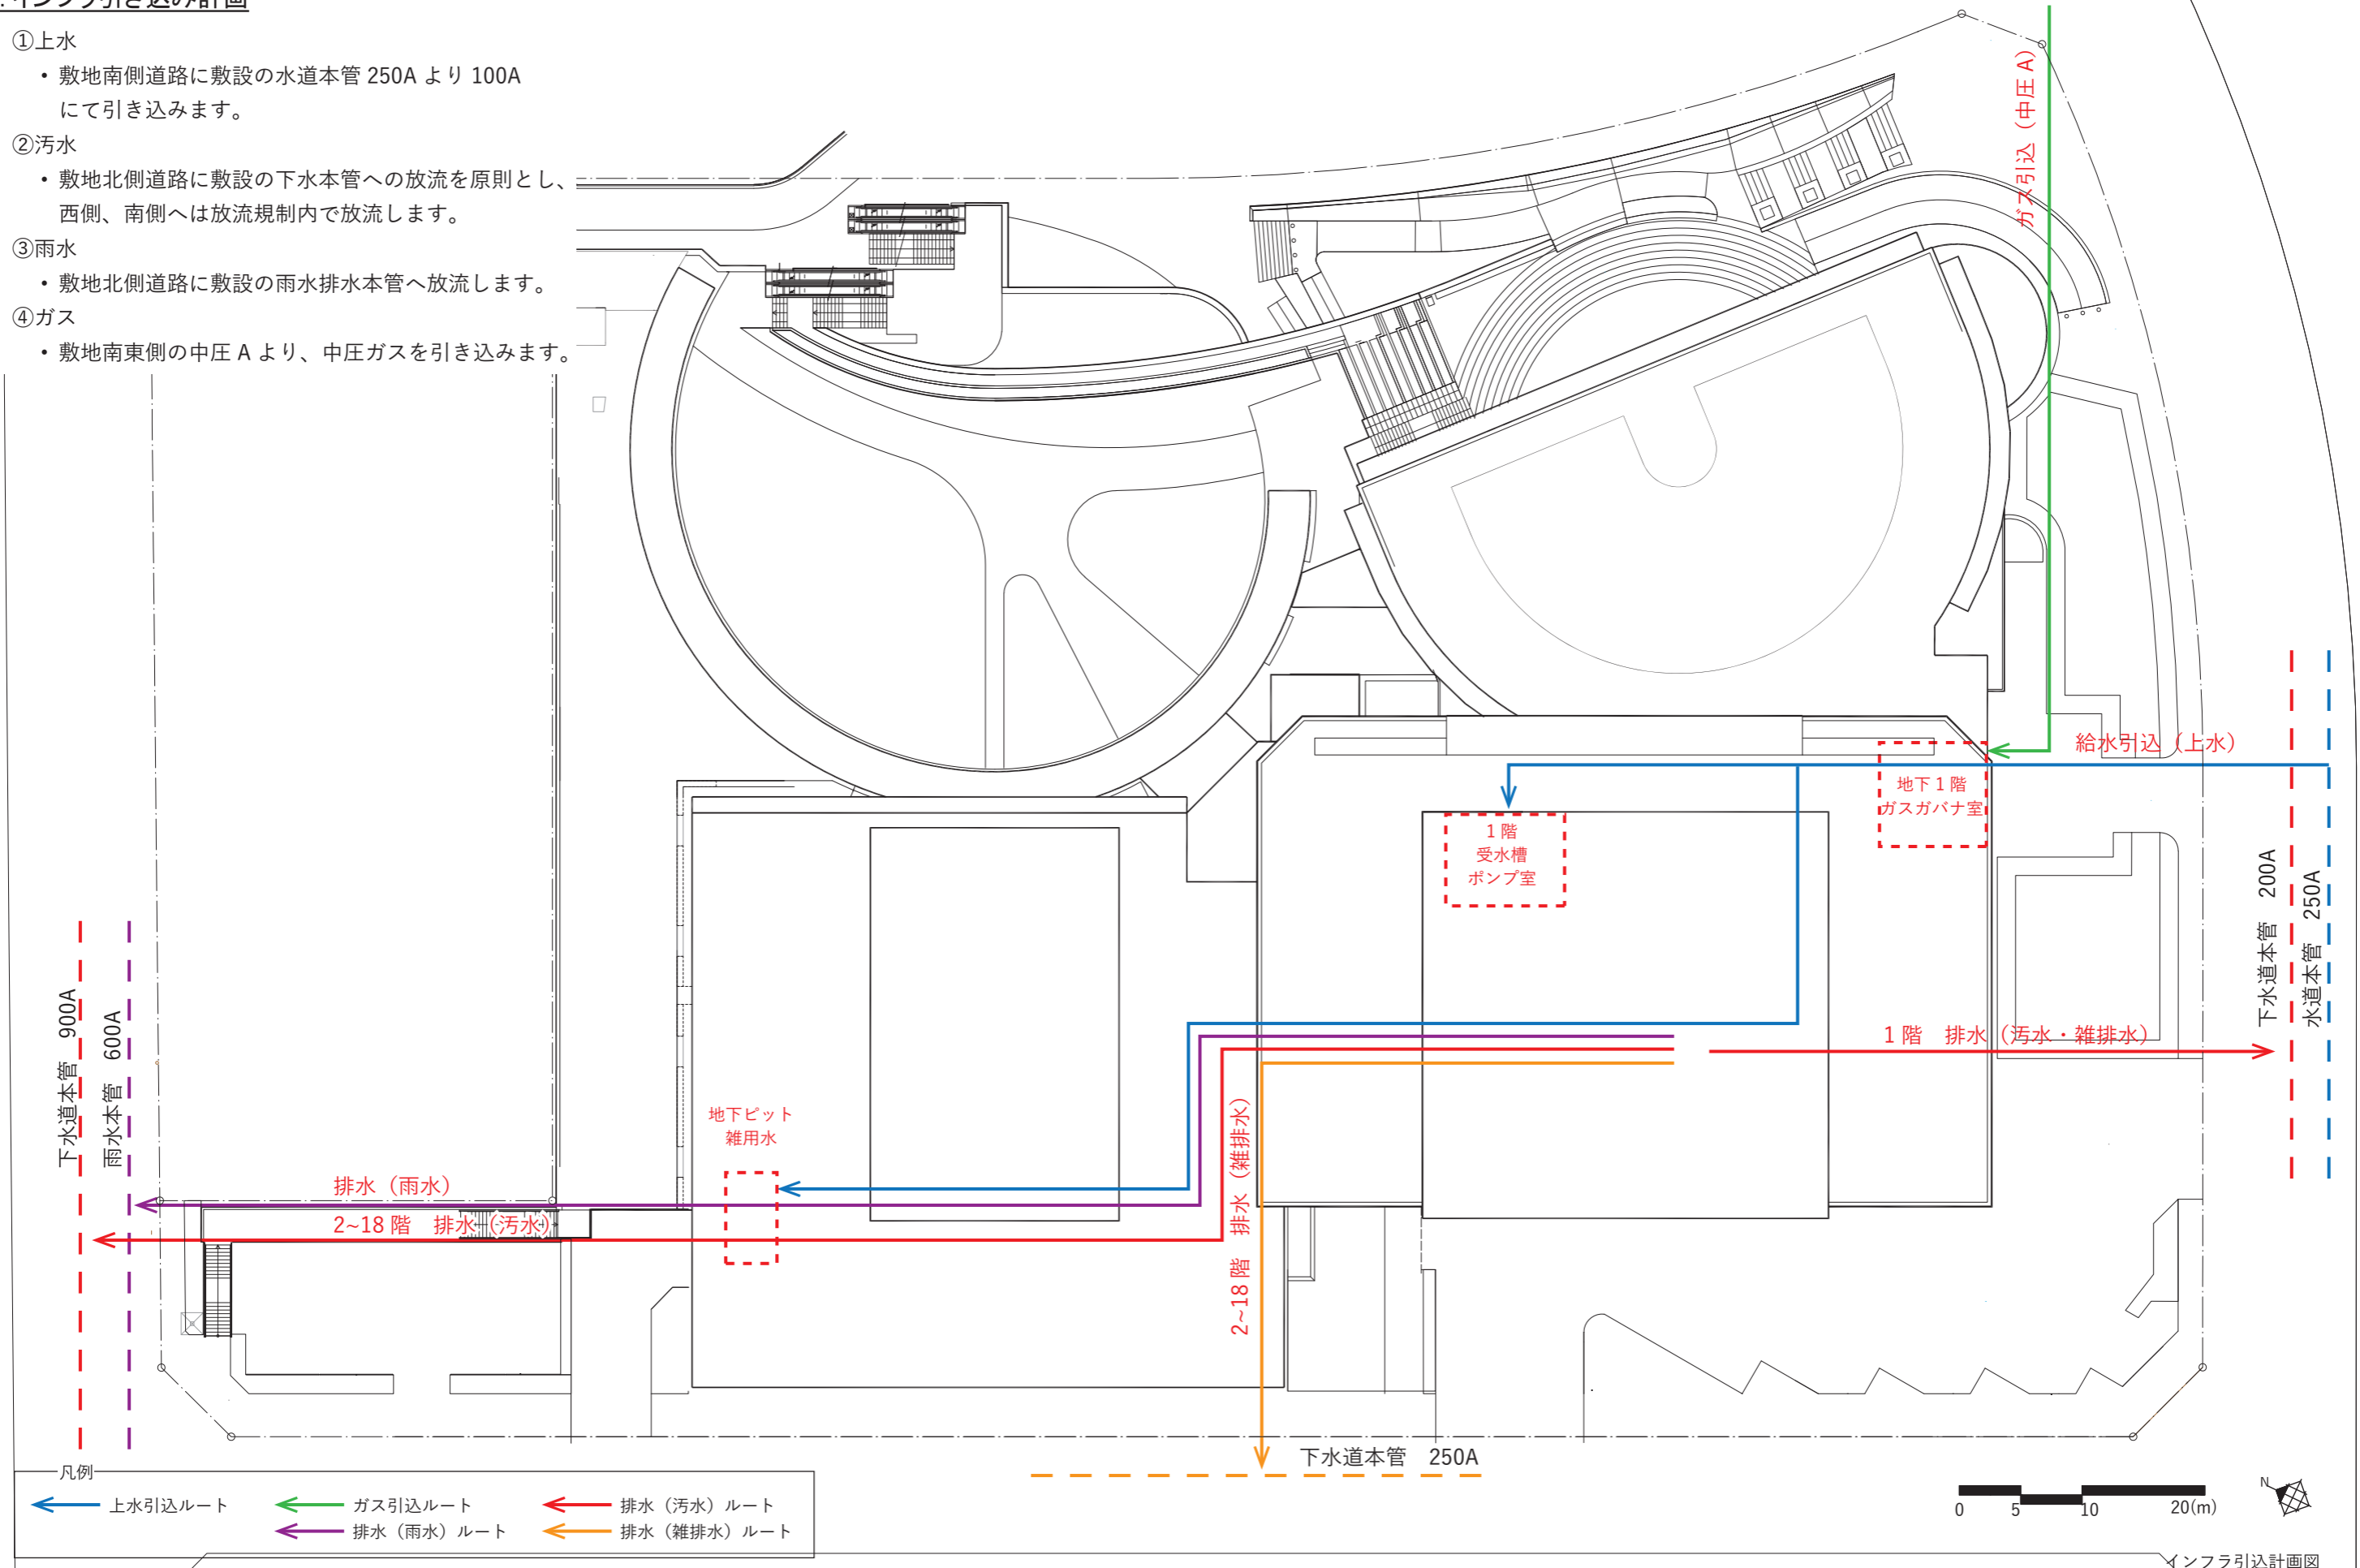 インフラ引き込み計画
①上水
・敷地南側道路に敷設の水道本管 250A より 100A
にて引き込みます。
②汚水
・敷地北側道路に敷設の下水本管への放流を原則とし、
西側、南側へは放流規制内で放流します。
③雨水
・敷地北側道路に敷設の雨水排水本管へ放流します。
④ガス
・敷地南東側の中圧 A より、中圧ガスを引き込みます。
ガス引込（中圧 A）
給水引込（上水）
地下 1 階
ガスガバナ室
1 階
受水槽
ポンプ室
下水道本管 200A
水道本管 250A
下水道本管 900A
雨水本管 600A
1 階 排水（汚水・雑排水）
地下ピット
雑用水
2~18 階 排水（雑排水）
排水（雨水）
2~18 階 排水（汚水）
下水道本管 250A
凡例
上水引込ルート
ガス引込ルート
排水（汚水）ルート
排水（雨水）ルート
排水（雑排水）ルート
0 5 10 20(m)
N
インフラ引込計画図